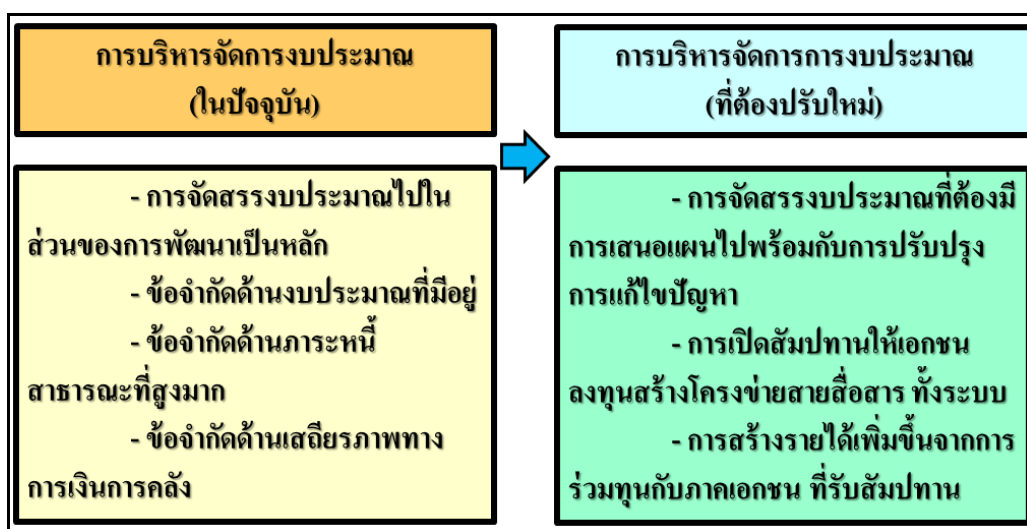 การบริหารจัดการงบประมาณ
(ในปัจจุบัน)
- การจัดสรรงบประมาณไปใน
ส่วนของการพัฒนาเป็นหลัก
- ข้อจำกัดด้านงบประมาณที่มีอยู่
- ข้อจำกัดด้านภาระหนี้
สาธารณะที่สูงมาก
- ข้อจำกัดด้านเสถียรภาพทาง
การเงินการคลัง
การบริหารจัดการการงบประมาณ
(ที่ต้องปรับใหม่)
- การจัดสรรงบประมาณที่ต้องมี
การเสนอแผนไปพร้อมกับการปรับปรุง
การแก้ไขปัญหา
- การเปิดสัมปทานให้เอกชน
ลงทุนสร้างโครงข่ายสายสื่อสาร ทั้งระบบ
- การสร้างรายได้เพิ่มขึ้นจากการ
ร่วมทุนกับภาคเอกชน ที่รับสัมปทาน